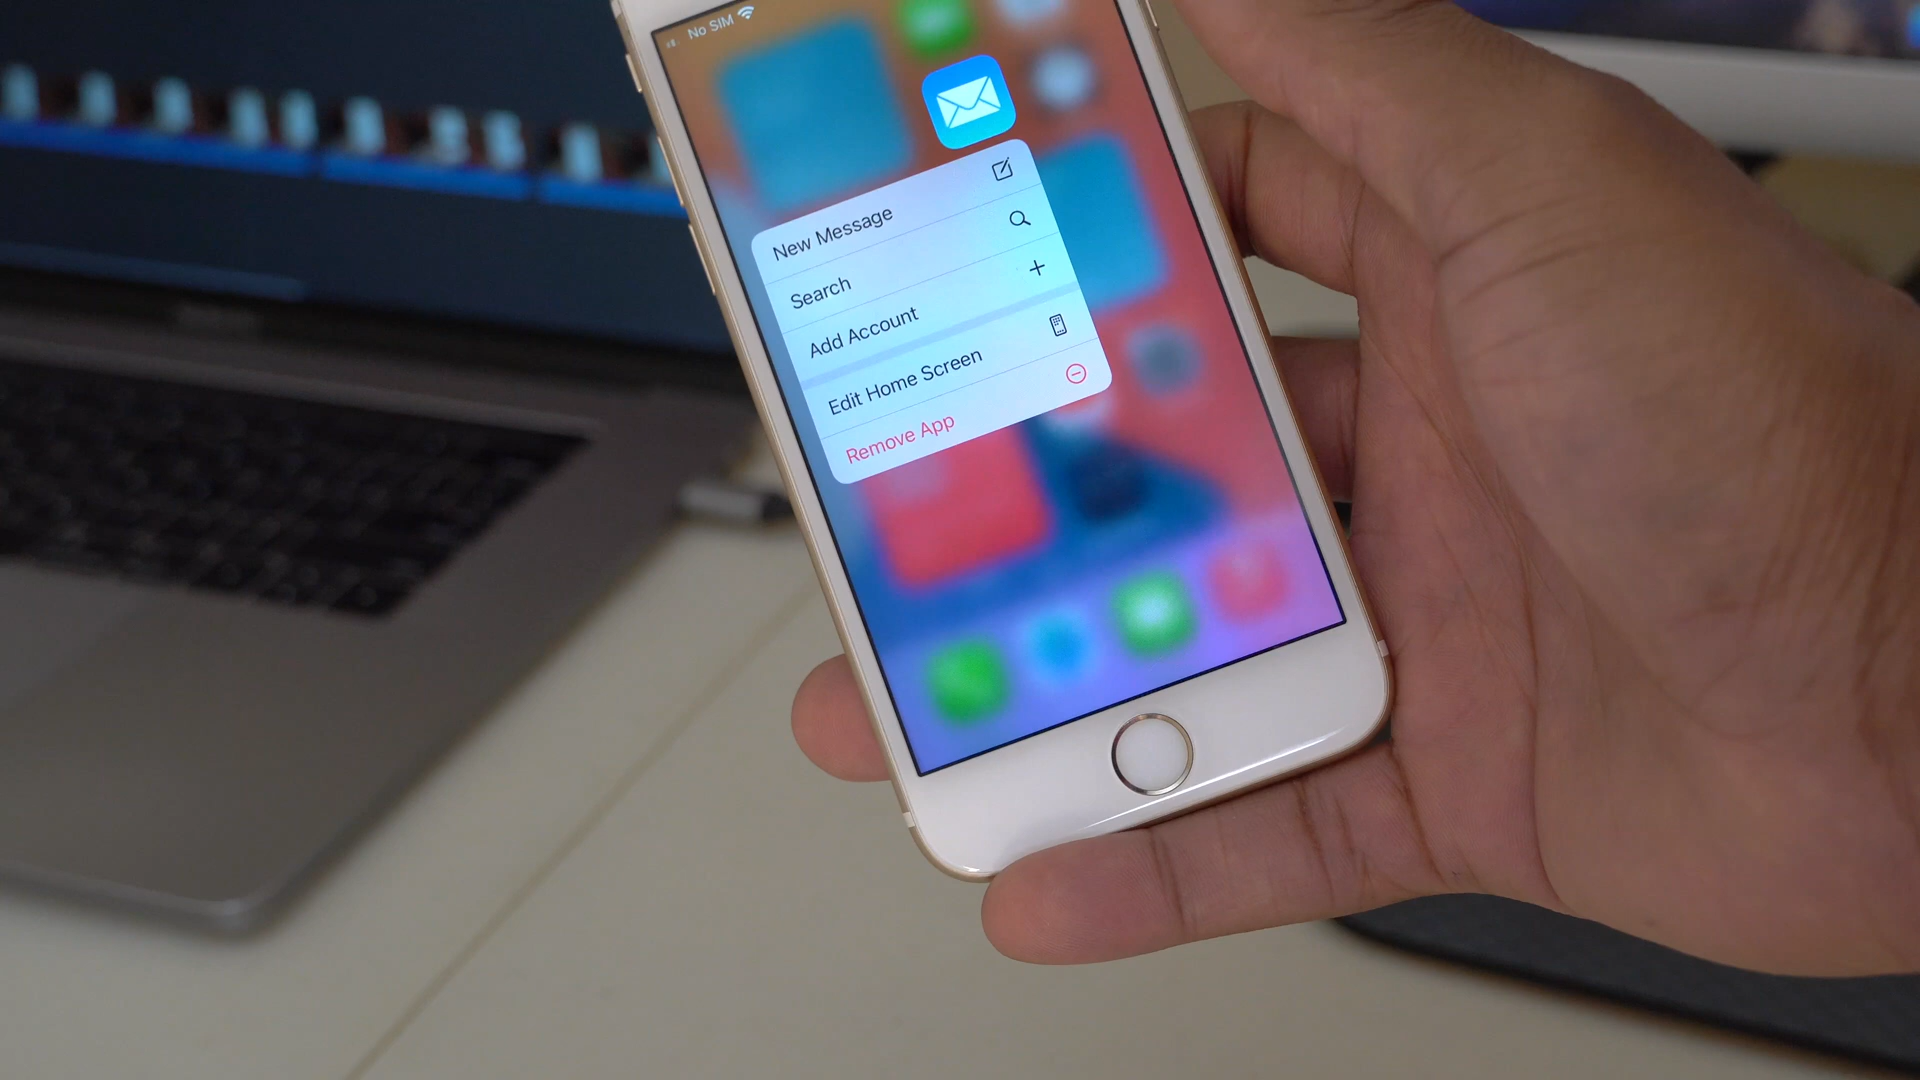 No SIM
New Message
Search
Add Account
Edit Home Screen
Remove App